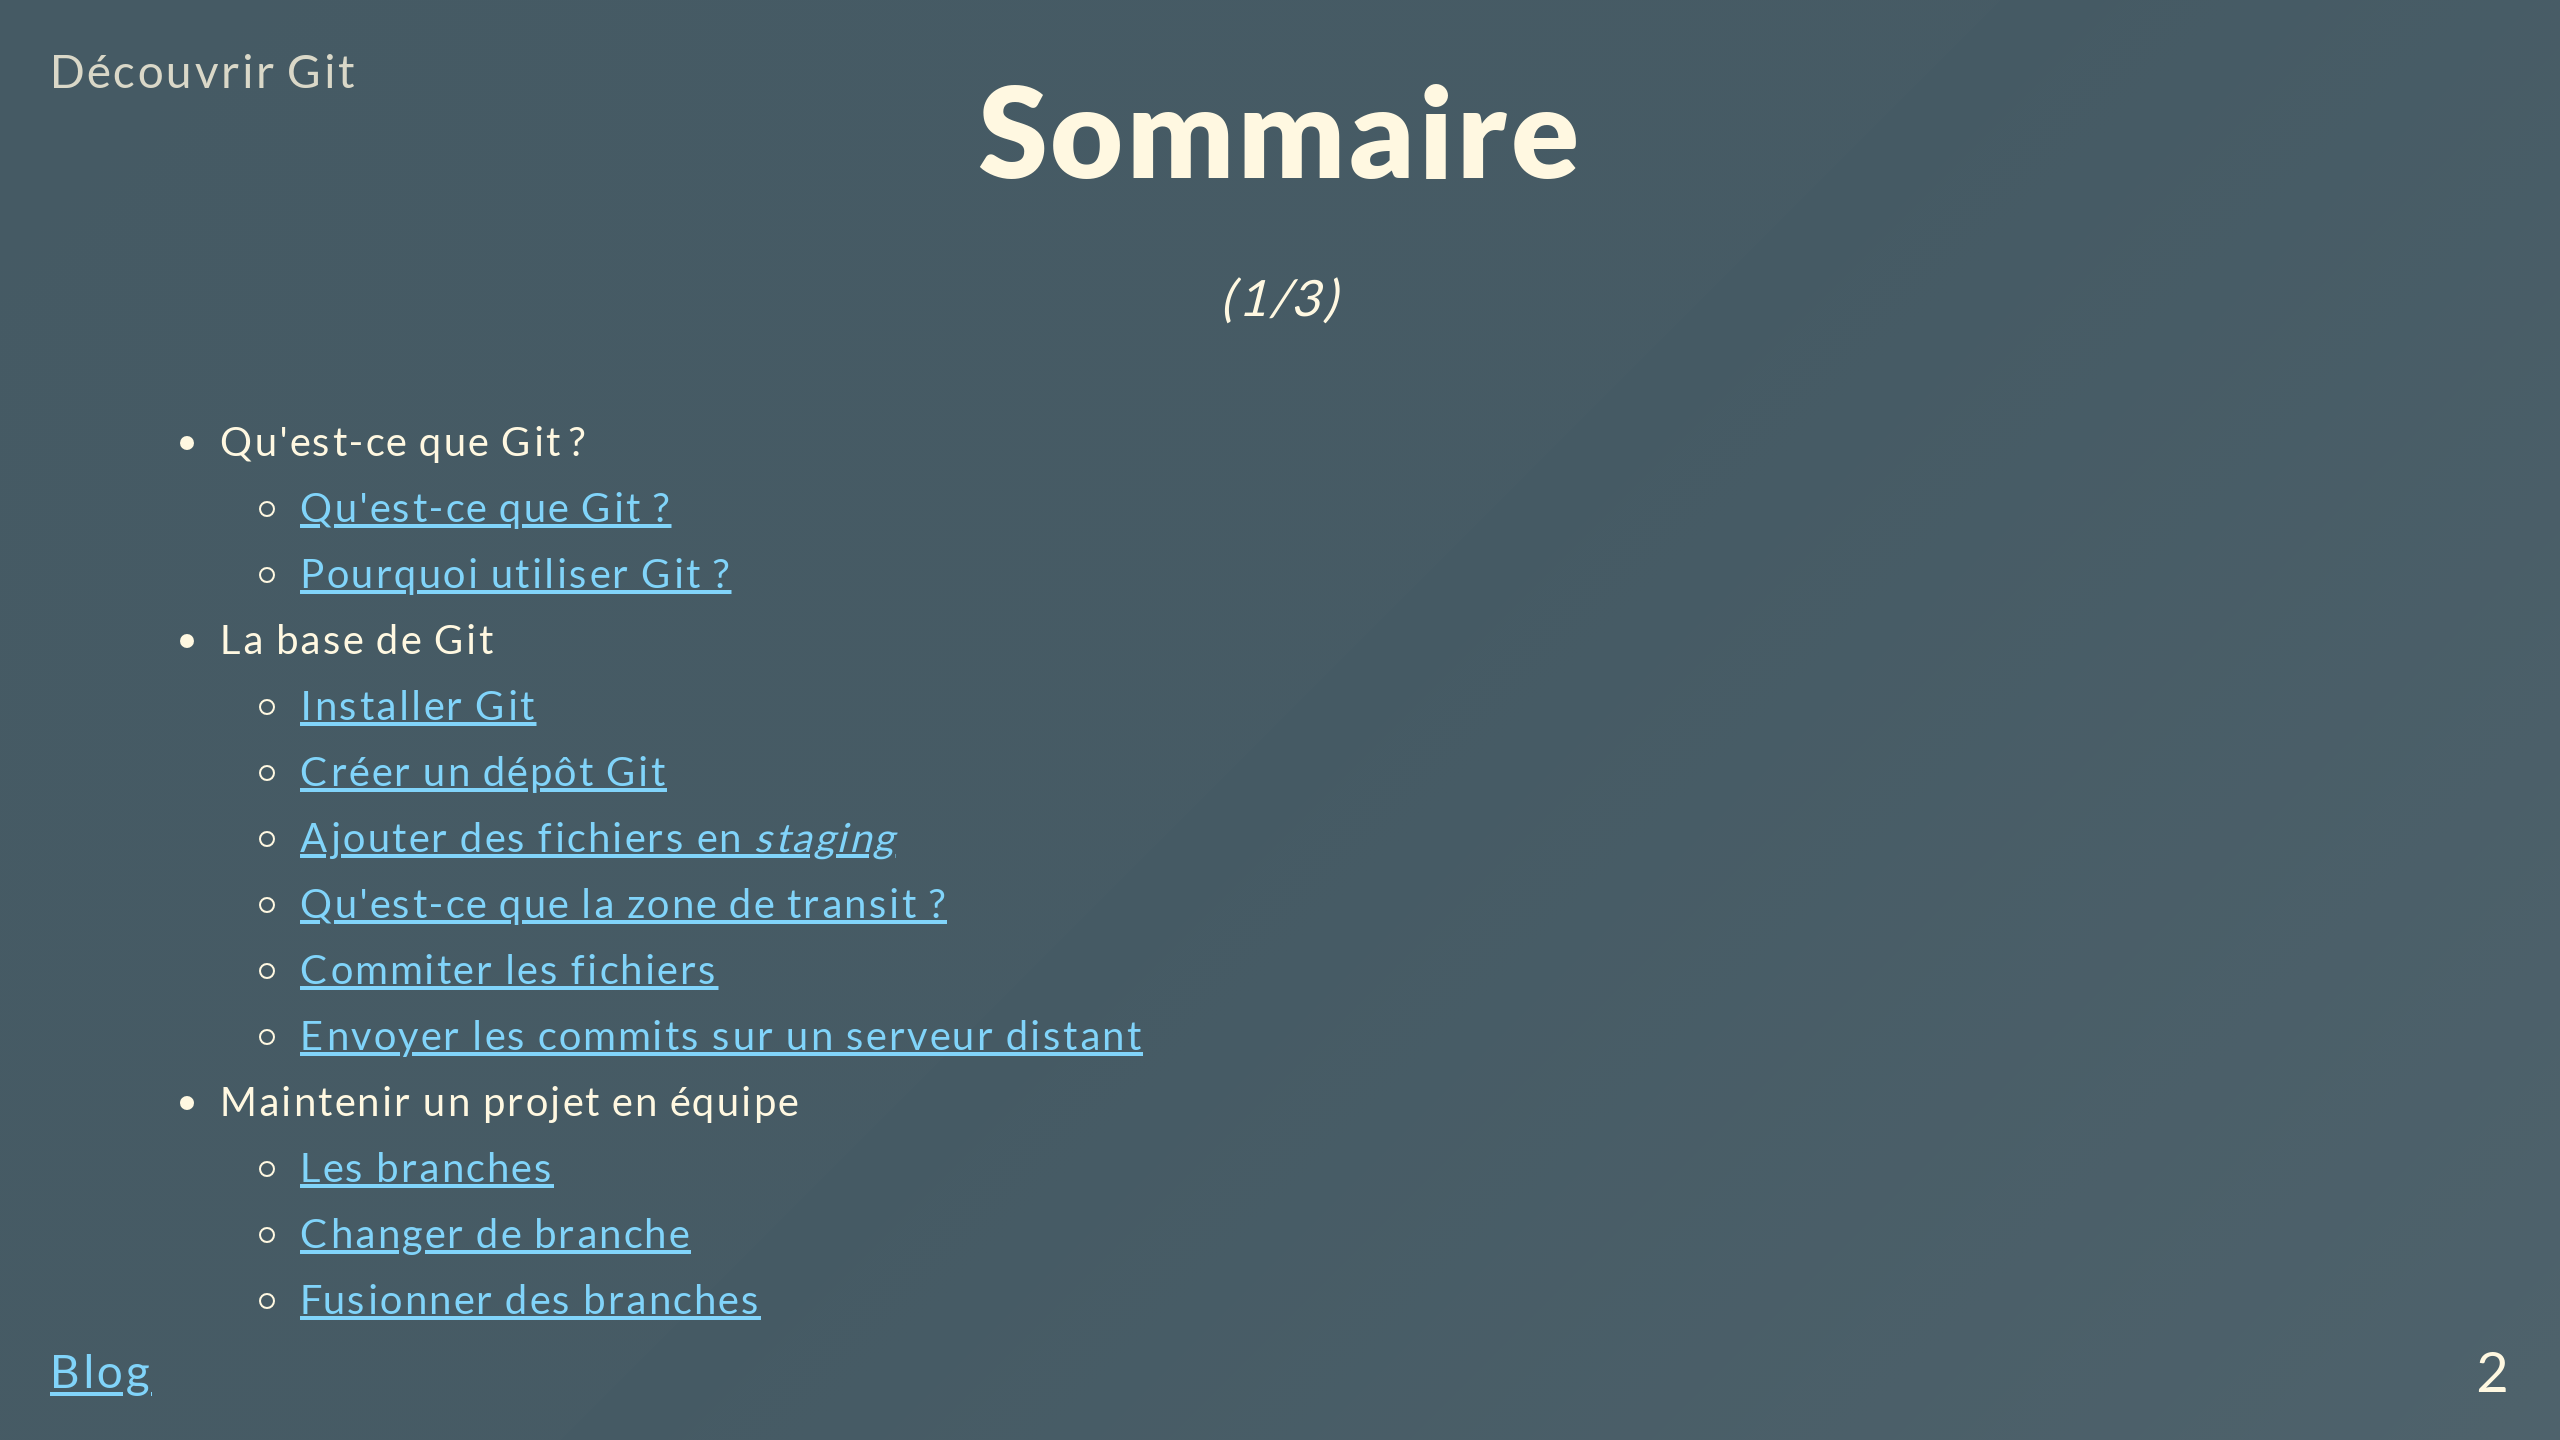 Découvrir Git
Sommaire
(1/3)
Qu'est-ce que Git ?
Qu'est-ce que Git ?
Pourquoi utiliser Git ?
La base de Git
Installer Git
Créer un dépôt Git
Ajouter des fichiers en staging
Qu'est-ce que la zone de transit ?
Commiter les fichiers
Envoyer les commits sur un serveur distant
Maintenir un projet en équipe
Les branches
Changer de branche
Fusionner des branches
Blog
2